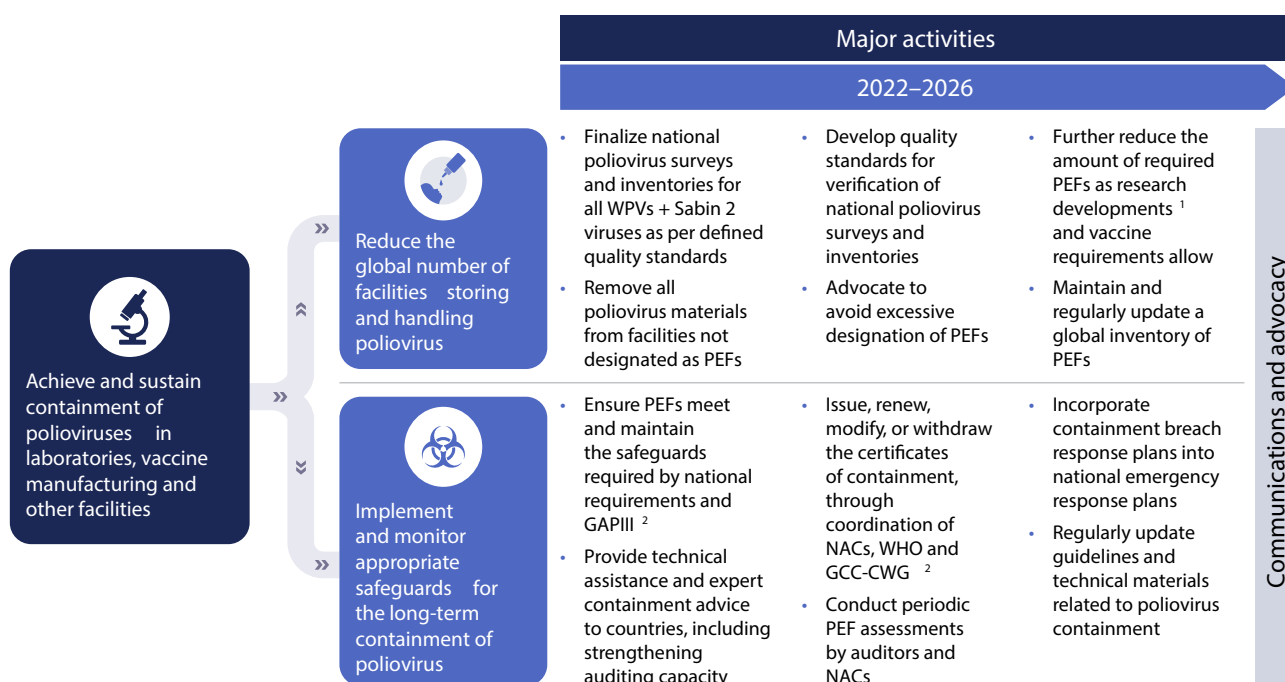 Major activities
2022–2026
Achieve and sustain
containment of
polioviruses in
laboratories, vaccine
manufacturing and
other facilities
Reduce the
global number of
facilities storing
and handling
poliovirus
• Finalize national
poliovirus surveys
and inventories for
all WPVs + Sabin 2
viruses as per defined
quality standards
• Remove all
poliovirus materials
from facilities not
designated as PEFs
• Develop quality
standards for
verification of
national poliovirus
surveys and
inventories
• Advocate to
avoid excessive
designation of PEFs
• Further reduce the
amount of required
PEFs as research
developments 1
and vaccine
requirements allow
• Maintain and
regularly update a
global inventory of
PEFs
Implement
and monitor
appropriate
safeguards for
the long-term
containment of
poliovirus
• Ensure PEFs meet
and maintain
the safeguards
required by national
requirements and
GAPIII 2
• Provide technical
assistance and expert
containment advice
to countries, including
strengthening
auditing capacity
• Issue, renew,
modify, or withdraw
the certificates
of containment,
through
coordination of
NACs, WHO and
GCC-CWG 2
• Conduct periodic
PEF assessments
by auditors and
NACs
• Incorporate
containment breach
response plans into
national emergency
response plans
• Regularly update
guidelines and
technical materials
related to poliovirus
containment
Communications and advocacy